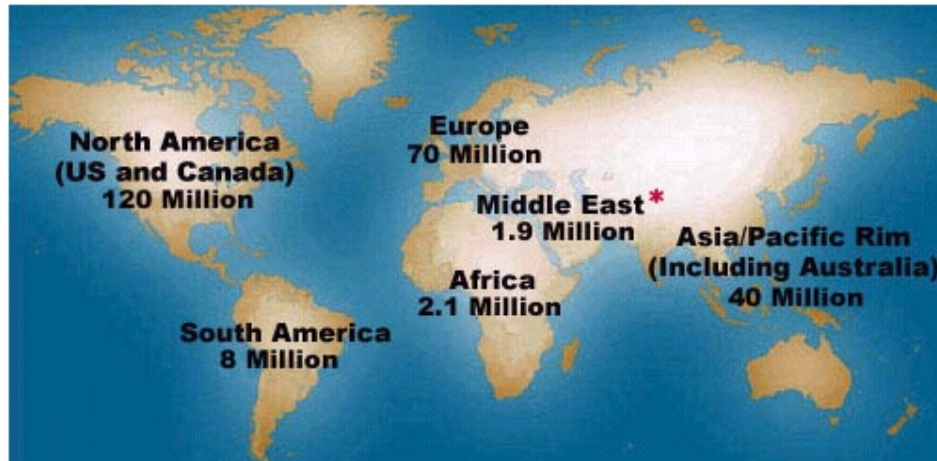 North America
(US and Canada)
120 Million
Europe
70 Million
Middle East*
1.9 Million
Asia/Pacific Rim
(Including Australia)
40 Million
Africa
2.1 Million
South America
8 Million